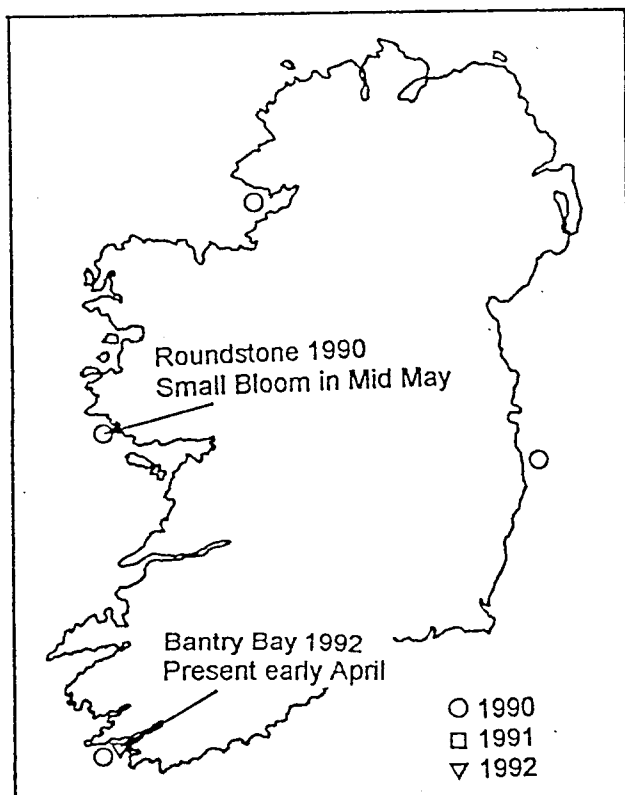 Roundstone 1990
Small Bloom in Mid May
Bantry Bay 1992
Present early April
1990
1991
1992